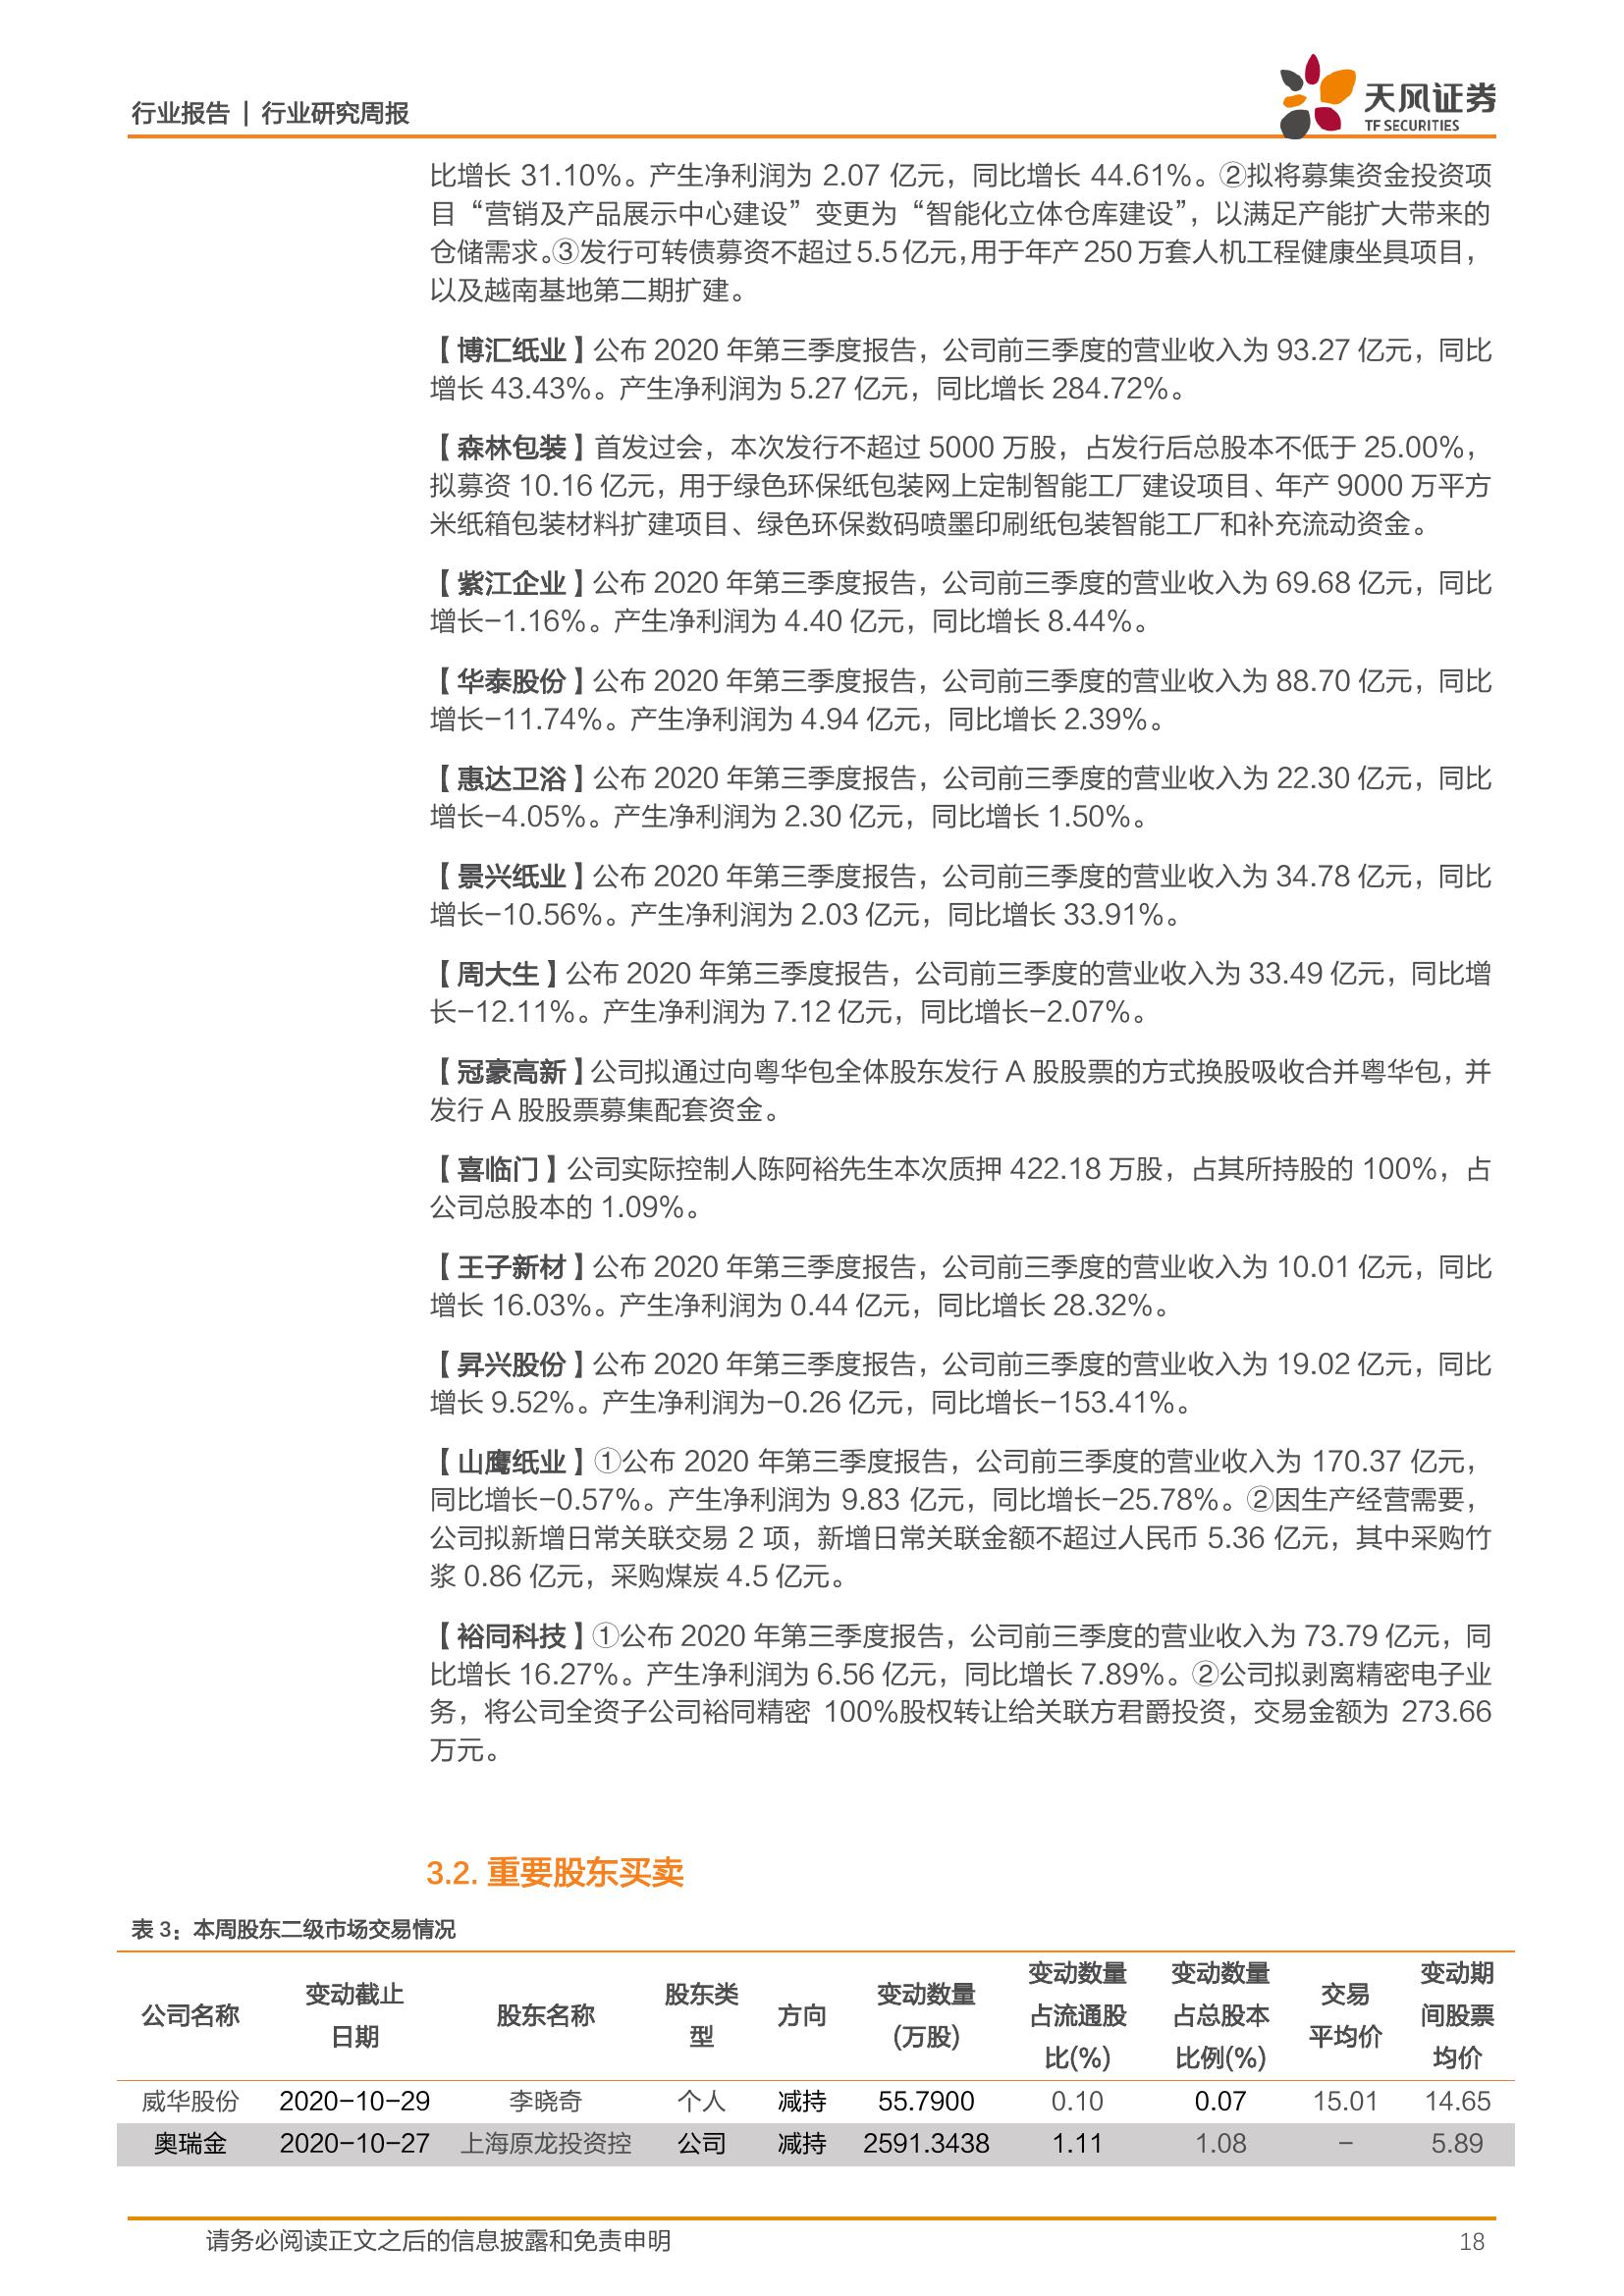 行业报告 | 行业研究周报
天风证券
TF SECURITIES
比增长 31.10%。产生净利润为 2.07 亿元，同比增长 44.61%。②拟将募集资金投资项
目“营销及产品展示中心建设”变更为“智能化立体仓库建设”，以满足产能扩大带来的
仓储需求。③发行可转债募资不超过 5.5 亿元，用于年产 250 万套人机工程健康坐具项目，
以及越南基地第二期扩建。
【博汇纸业】公布 2020 年第三季度报告，公司前三季度的营业收入为 93.27 亿元，同比
增长 43.43%。产生净利润为 5.27 亿元，同比增长 284.72%。
【森林包装】首发过会，本次发行不超过 5000 万股，占发行后总股本不低于 25.00%，
拟募资 10.16 亿元，用于绿色环保纸包装网上定制智能工厂建设项目、年产 9000 万平方
米纸箱包装材料扩建项目、绿色环保数码喷墨印刷纸包装智能工厂和补充流动资金。
【紫江企业】公布 2020 年第三季度报告，公司前三季度的营业收入为 69.68 亿元，同比
增长-1.16%。产生净利润为 4.40 亿元，同比增长 8.44%。
【华泰股份】公布 2020 年第三季度报告，公司前三季度的营业收入为 88.70 亿元，同比
增长-11.74%。产生净利润为 4.94 亿元，同比增长 2.39%。
【惠达卫浴】公布 2020 年第三季度报告，公司前三季度的营业收入为 22.30 亿元，同比
增长-4.05%。产生净利润为 2.30 亿元，同比增长 1.50%。
【景兴纸业】公布 2020 年第三季度报告，公司前三季度的营业收入为 34.78 亿元，同比
增长-10.56%。产生净利润为 2.03 亿元，同比增长 33.91%。
【周大生】公布 2020 年第三季度报告，公司前三季度的营业收入为 33.49 亿元，同比增
长-12.11%。产生净利润为 7.12 亿元，同比增长-2.07%。
【冠豪高新】公司拟通过向粤华包全体股东发行 A 股股票的方式换股吸收合并粤华包，并
发行 A 股股票募集配套资金。
【喜临门】公司实际控制人陈阿裕先生本次质押 422.18 万股，占其所持股的 100%，占
公司总股本的 1.09%。
【王子新材】公布 2020 年第三季度报告，公司前三季度的营业收入为 10.01 亿元，同比
增长 16.03%。产生净利润为 0.44 亿元，同比增长 28.32%。
【昇兴股份】公布 2020 年第三季度报告，公司前三季度的营业收入为 19.02 亿元，同比
增长 9.52%。产生净利润为-0.26 亿元，同比增长-153.41%。
【山鹰纸业】①公布 2020 年第三季度报告，公司前三季度的营业收入为 170.37 亿元，
同比增长-0.57%。产生净利润为 9.83 亿元，同比增长-25.78%。②因生产经营需要，
公司拟新增日常关联交易 2 项，新增日常关联金额不超过人民币 5.36 亿元，其中采购竹
浆 0.86 亿元，采购煤炭 4.5 亿元。
【裕同科技】①公布 2020 年第三季度报告，公司前三季度的营业收入为 73.79 亿元，同
比增长 16.27%。产生净利润为 6.56 亿元，同比增长 7.89%。②公司拟剥离精密电子业
务，将公司全资子公司裕同精密 100%股权转让给关联方君爵投资，交易金额为 273.66
万元。
3.2. 重要股东买卖
表 3：本周股东二级市场交易情况
公司名称 变动截止日期 股东名称 股东类型 方向 变动数量(万股) 变动数量占流通股比(%) 变动数量占总股本比例(%) 交易平均价 变动期间股票均价
威华股份 2020-10-29 李晓奇 个人 减持 55.7900 0.10 0.07 15.01 14.65
奥瑞金 2020-10-27 上海原龙投资控 公司 减持 2591.3438 1.11 1.08 - 5.89
请务必阅读正文之后的信息披露和免责申明 18